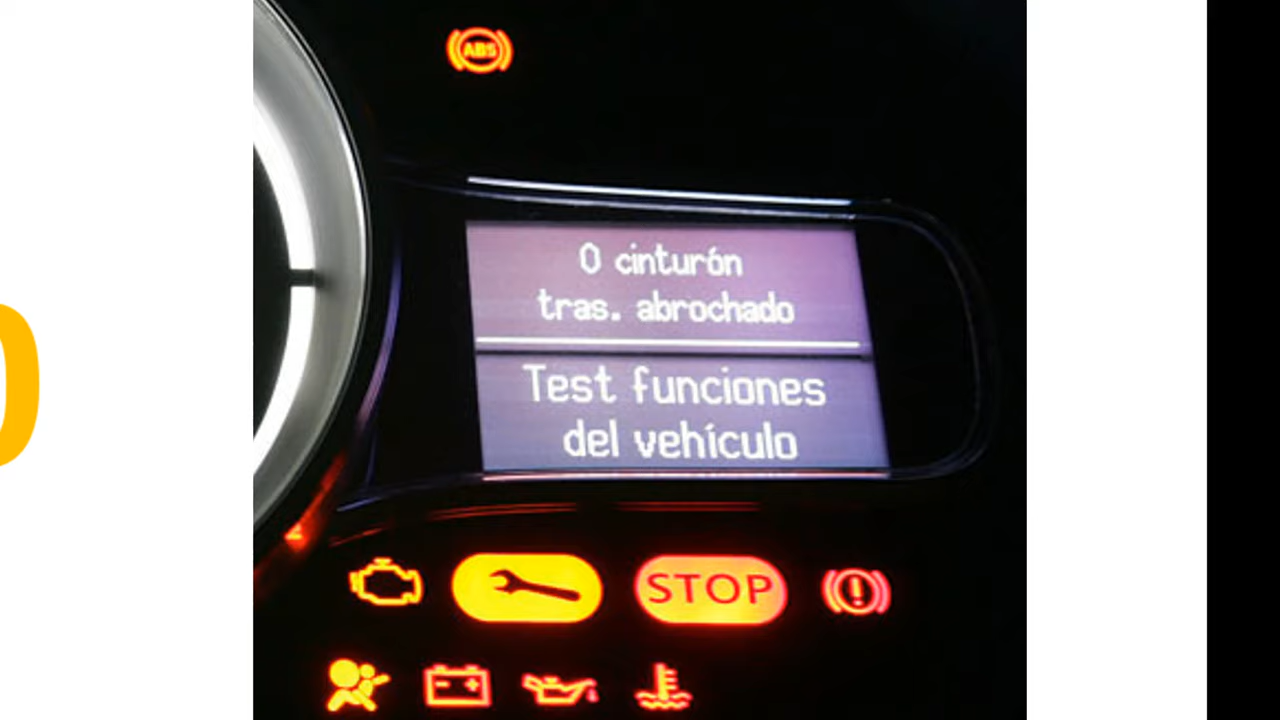 ABS
0 cinturón
tras. abrochado
Test funciones
del vehículo
STOP